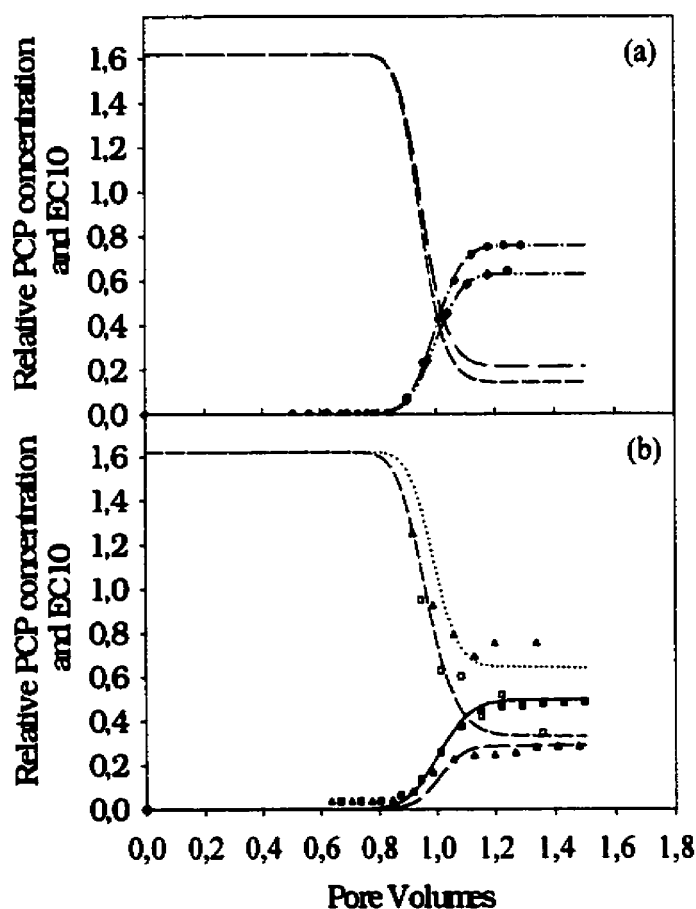 (a)
Relative PCP concentration
and EC10
1,6
1,4
1,2
1,0
0,8
0,6
0,4
0,2
0,0
(b)
Relative PCP concentration
and EC10
1,6
1,4
1,2
1,0
0,8
0,6
0,4
0,2
0,0
0,0 0,2 0,4 0,6 0,8 1,0 1,2 1,4 1,6 1,8
Pore Volumes